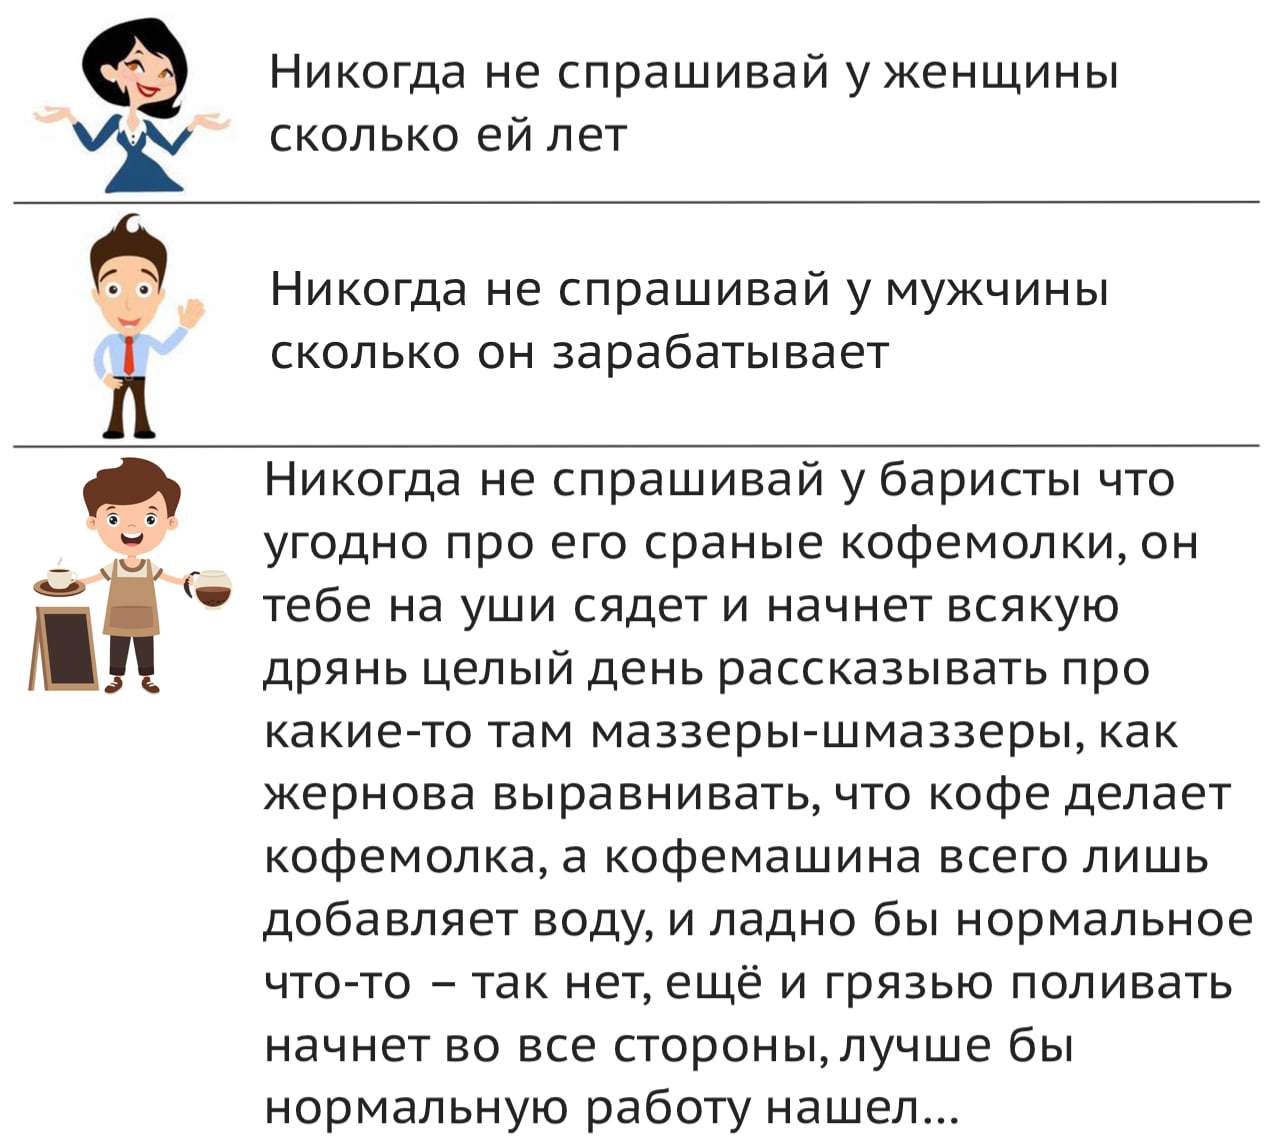 Никогда не спрашивай у женщины
сколько ей лет
Никогда не спрашивай у мужчины
сколько он зарабатывает
Никогда не спрашивай у баристы что
угодно про его сраные кофемолки, он
тебе на уши сядет и начнет всякую
дрянь целый день рассказывать про
какие-то там маззеры-шмаззеры, как
жернова выравнивать, что кофе делает
кофемолка, а кофемашина всего лишь
добавляет воду, и ладно бы нормальное
что-то – так нет, ещё и грязью поливать
начнет во все стороны, лучше бы
нормальную работу нашел...